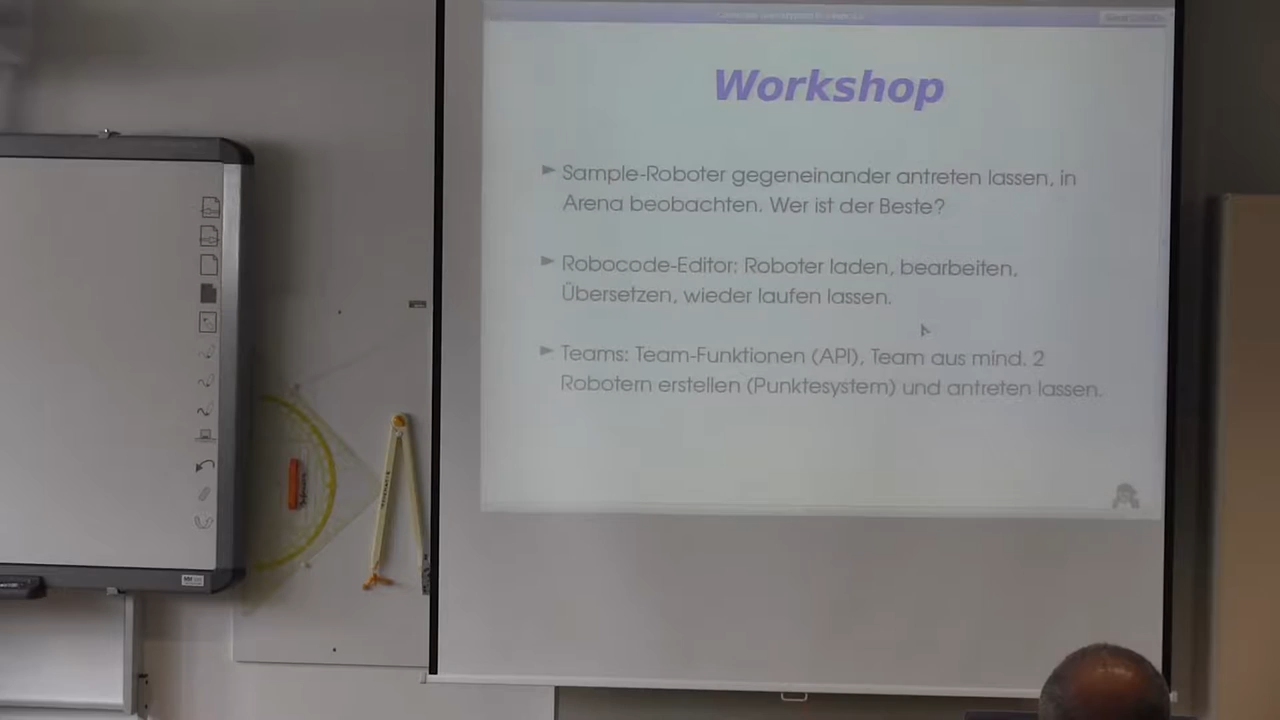 Workshop
Sample-Roboter gegeneinander antreten lassen, in
Arena beobachten. Wer ist der Beste?
Robocode-Editor: Roboter laden, bearbeiten,
Übersetzen, wieder laufen lassen.
Teams: Team-Funktionen (API), Team aus mind. 2
Robotern erstellen (Punktesystem) und antreten lassen.